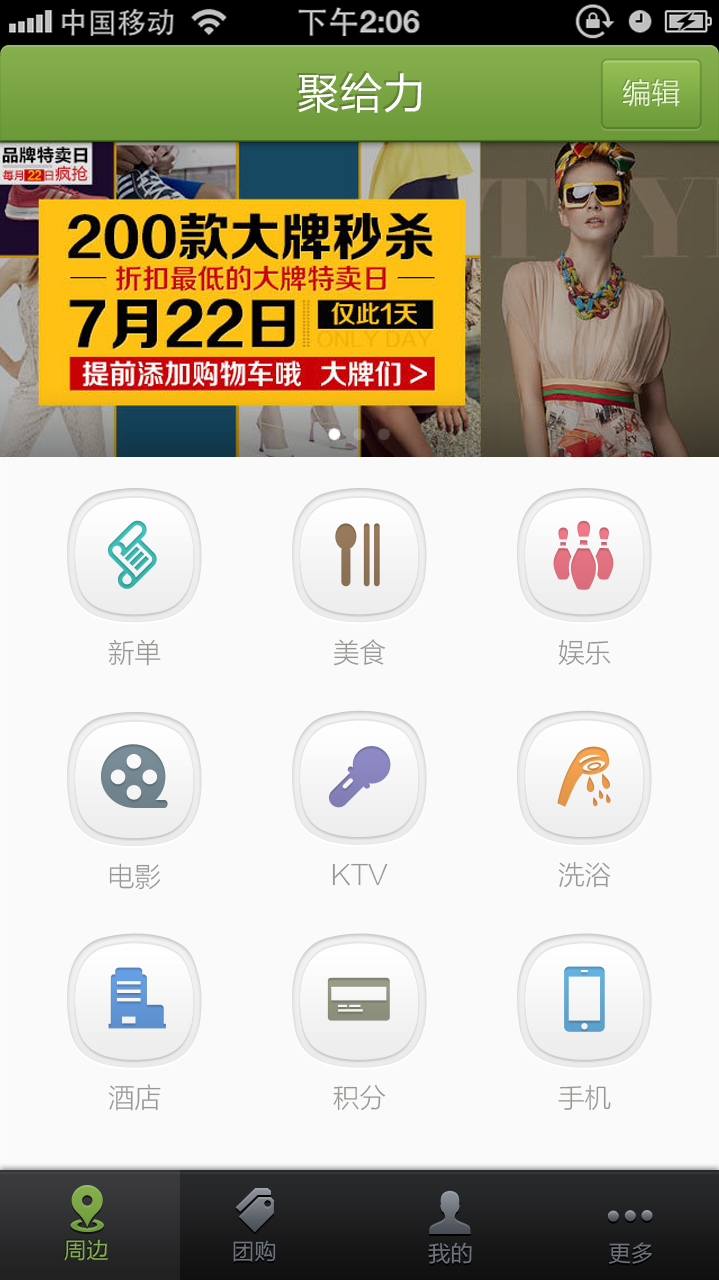 中国移动 下午2:06
聚给力 编辑
品牌特卖日
每月22日疯抢
200款大牌秒杀
折扣最低的大牌特卖日
7月22日 仅此1天
ONLY DAY
提前添加购物车哦 大牌们 >
新单 美食 娱乐
电影 KTV 洗浴
酒店 积分 手机
周边 团购 我的 更多